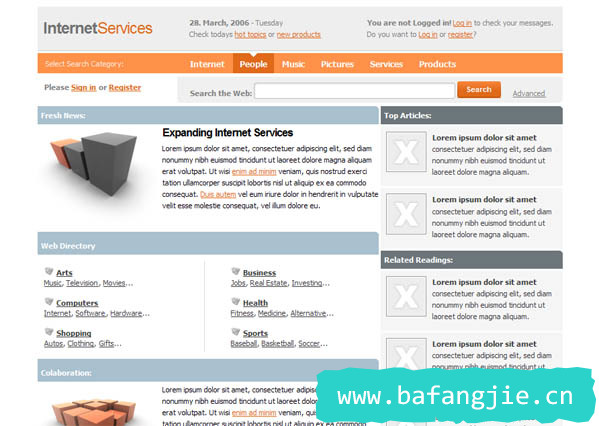 InternetServices
28. March, 2006 - Tuesday
Check todays hot topics or new products
You are not Logged in! Log in to check your messages.
Do you want to Log in or register?
Select Search Category:
Internet
People
Music
Pictures
Services
Products
Please Sign in or Register
Search the Web:
Search
Advanced
Fresh News:
Expanding Internet Services
Lorem ipsum dolor sit amet, consectetuer adipiscing elit, sed diam
nonummy nibh euismod tincidunt ut laoreet dolore magna aliquam
erat volutpat. Ut wisi enim ad minim veniam, quis nostrud exerci
tation ullamcorper suscipit lobortis nisl ut aliquip ex ea commodo
consequat. Duis autem vel eum iriure dolor in hendrerit in vulputate
velit esse molestie consequat, vel illum dolore eu.
Web Directory
Arts
Music, Television, Movies...
Business
Jobs, Real Estate, Investing...
Computers
Internet, Software, Hardware...
Health
Fitness, Medicine, Alternative...
Shopping
Autos, Clothing, Gifts...
Sports
Baseball, Basketball, Soccer...
Colaboration:
Lorem ipsum dolor sit amet, consectetuer adipiscing elit, sed diam
nonummy nibh euismod tincidunt ut laoreet
erat volutpat. Ut wisi enim ad minim veniam
tation ullamcorper suscipit lobortis nisl ut al
Top Articles:
Lorem ipsum dolor sit amet
consectetuer adipiscing elit, sed
diam nonummy nibh euismod
tincidunt ut laoreet dolore
magna aliquam.
Lorem ipsum dolor sit amet
consectetuer adipiscing elit, sed
diam nonummy nibh euismod
tincidunt ut laoreet dolore
magna aliquam.
Related Readings:
Lorem ipsum dolor sit amet
consectetuer adipiscing elit, sed
diam nonummy nibh euismod
tincidunt ut laoreet dolore
magna aliquam.
Lorem ipsum dolor sit amet
consectetuer adipiscing elit, sed
www.bafangjie.cn